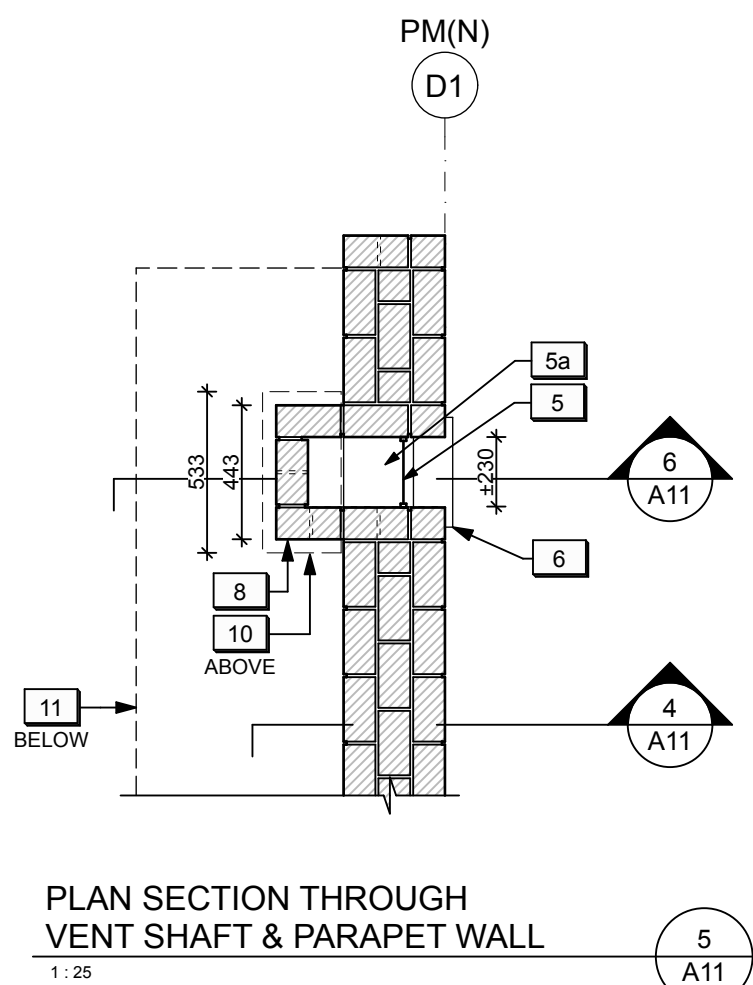 PM(N)
D1
5a
5
533
443
±230
6
A11
6
8
10
ABOVE
11
BELOW
4
A11
PLAN SECTION THROUGH
VENT SHAFT & PARAPET WALL
1 : 25
5
A11